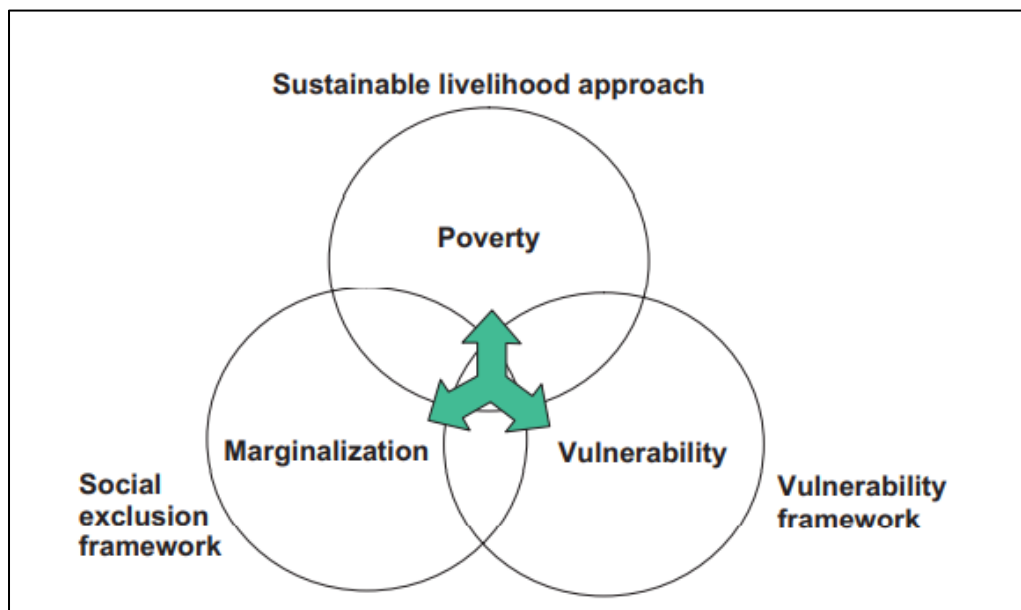 Sustainable livelihood approach
Poverty
Marginalization
Vulnerability
Social
exclusion
framework
Vulnerability
framework